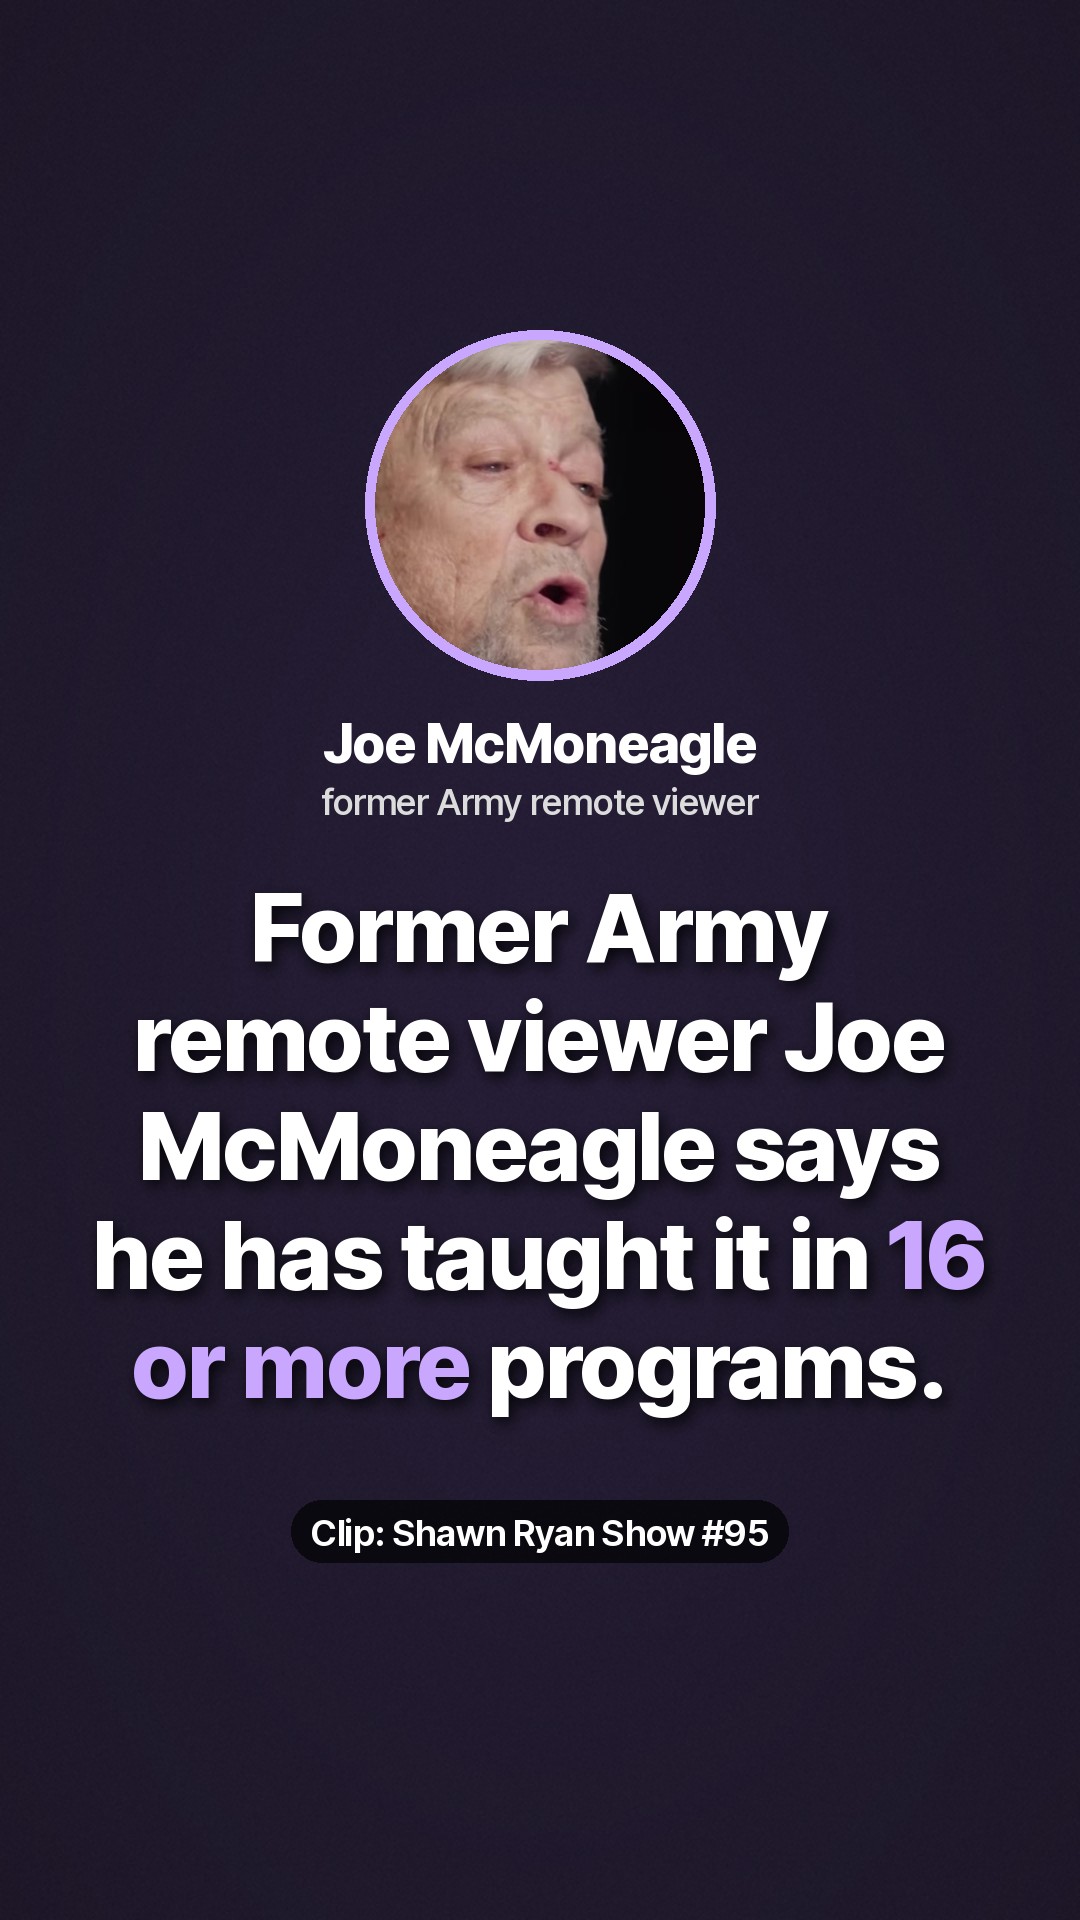 Joe McMoneagle
former Army remote viewer
Former Army
remote viewer Joe
McMoneagle says
he has taught it in 16
or more programs.
Clip: Shawn Ryan Show #95